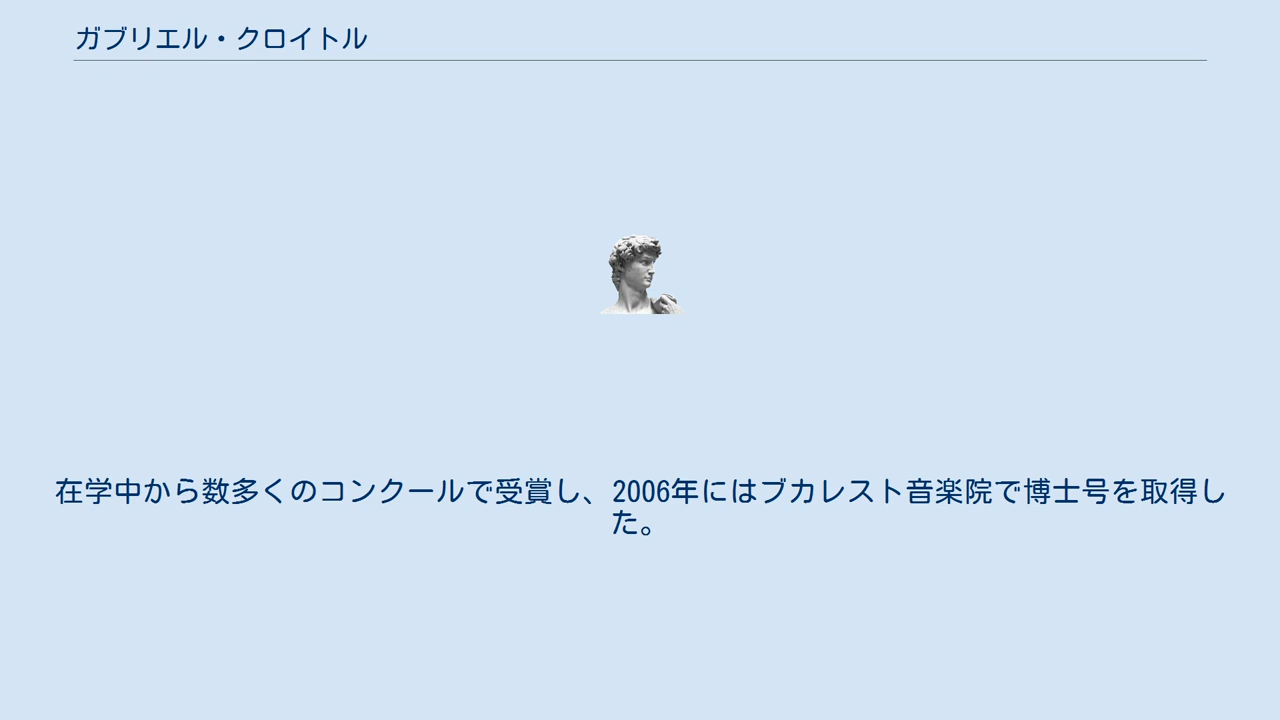 ガブリエル・クロイトル
在学中から数多くのコンクールで受賞し、2006年にはブカレスト音楽院で博士号を取得し
た。